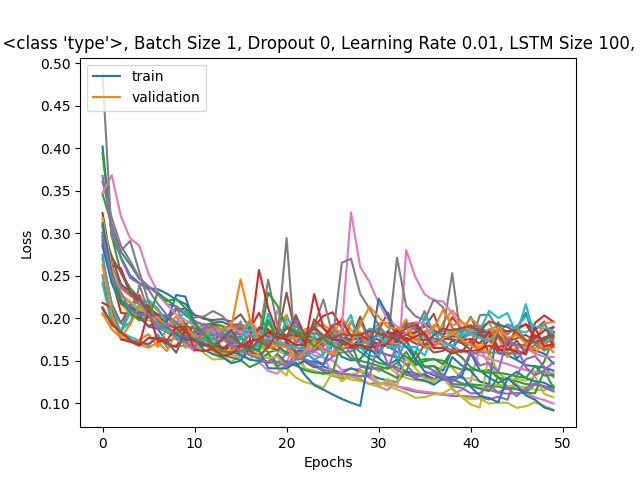 <class 'type'>, Batch Size 1, Dropout 0, Learning Rate 0.01, LSTM Size 100,
train
validation
0.50
0.45
0.40
0.35
0.30
0.25
0.20
0.15
0.10
Loss
0 10 20 30 40 50
Epochs